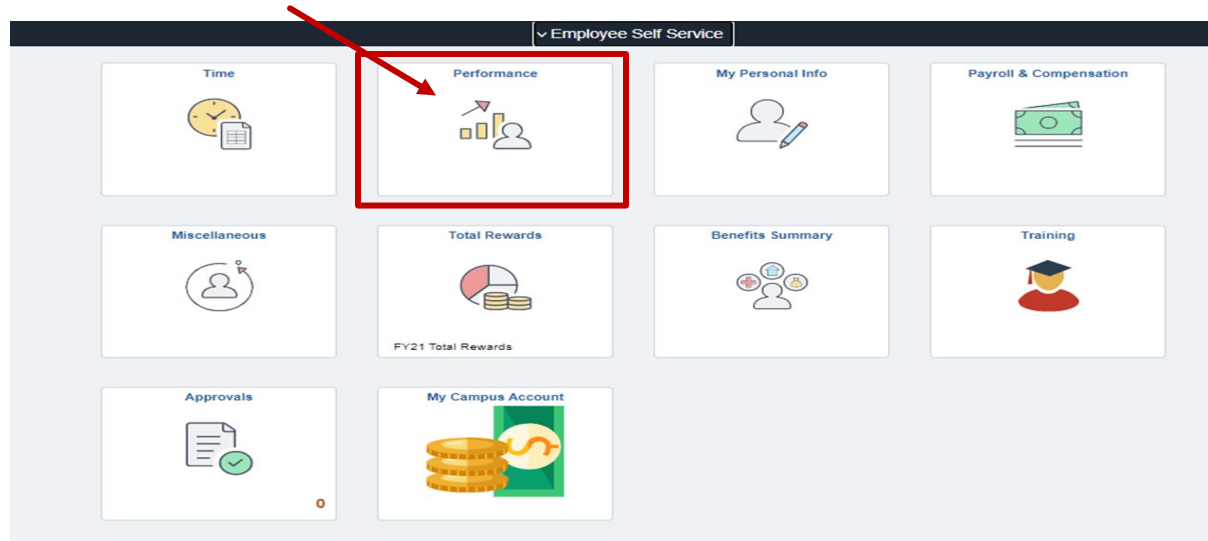 Employee Self Service
Time
Performance
My Personal Info
Payroll & Compensation
Miscellaneous
Total Rewards
Benefits Summary
Training
FY21 Total Rewards
Approvals
My Campus Account
0